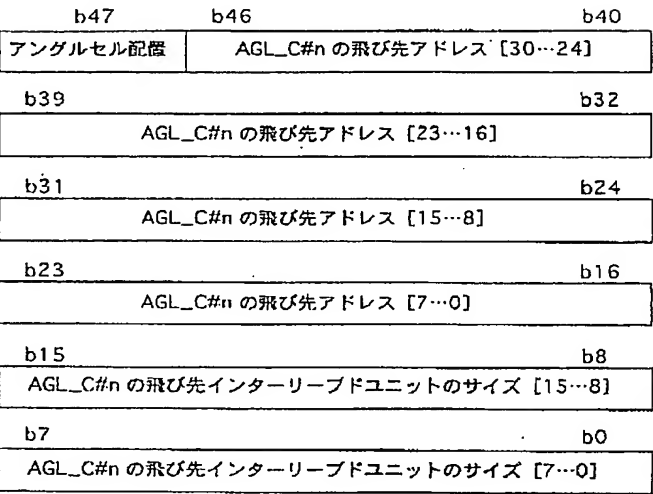 b47 b46 b40
アングルセル配置 AGL_C#n の飛び先アドレス [30…24]
b39 b32
AGL_C#n の飛び先アドレス [23…16]
b31 b24
AGL_C#n の飛び先アドレス [15…8]
b23 b16
AGL_C#n の飛び先アドレス [7…0]
b15 b8
AGL_C#n の飛び先インターリーブドユニットのサイズ [15…8]
b7 b0
AGL_C#n の飛び先インターリーブドユニットのサイズ [7…0]